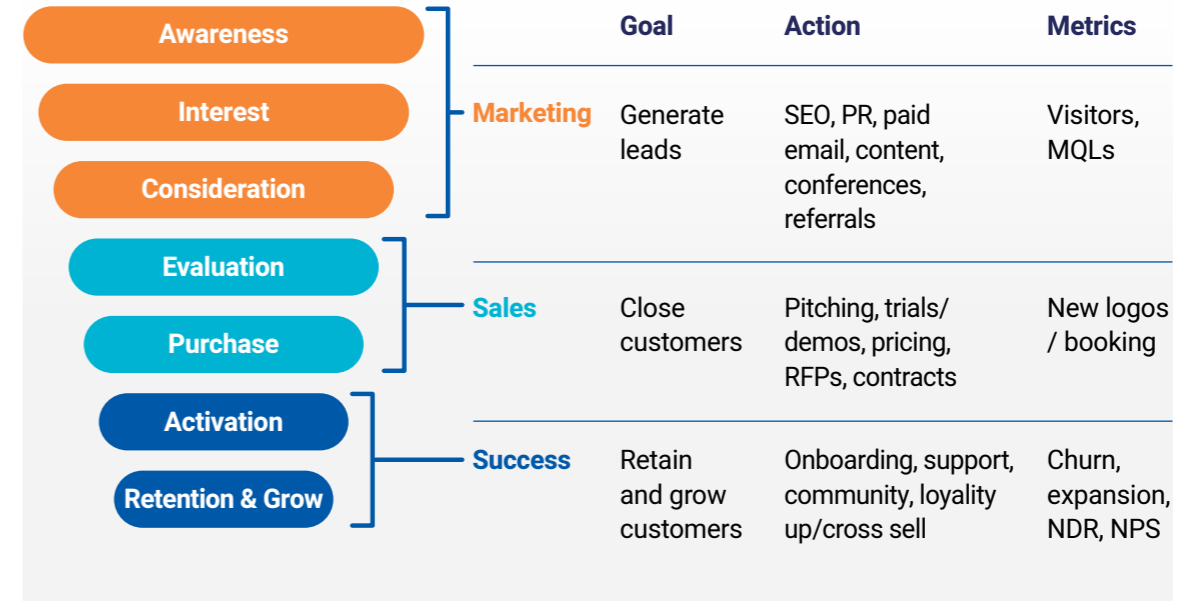 Awareness
Interest
Consideration
Evaluation
Purchase
Activation
Retention & Grow
Goal
Action
Metrics
Marketing
Generate
leads
SEO, PR, paid
email, content,
conferences,
referrals
Visitors,
MQLs
Sales
Close
customers
Pitching, trials/
demos, pricing,
RFPs, contracts
New logos
/ booking
Success
Retain
and grow
customers
Onboarding, support,
community, loyality
up/cross sell
Churn,
expansion,
NDR, NPS